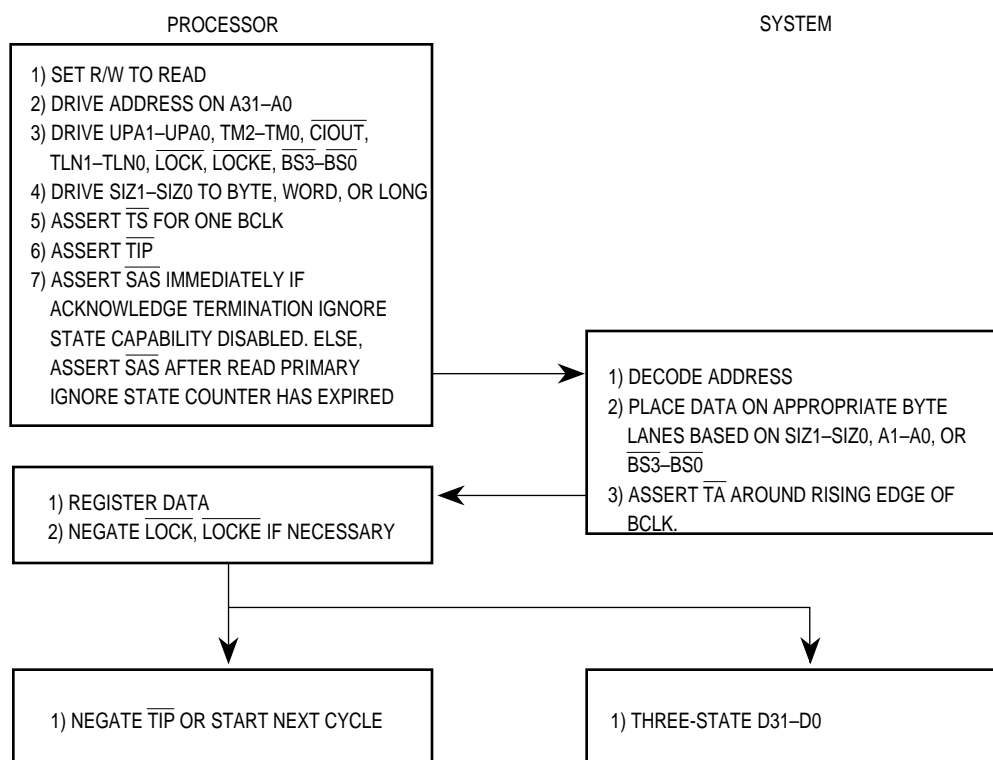 PROCESSOR
SYSTEM
1) SET R/W TO READ
2) DRIVE ADDRESS ON A31–A0
3) DRIVE UPA1–UPA0, TM2–TM0, CIOUT,
TLN1–TLN0, LOCK, LOCKE, BS3–BS0
4) DRIVE SIZ1–SIZ0 TO BYTE, WORD, OR LONG
5) ASSERT TS FOR ONE BCLK
6) ASSERT TIP
7) ASSERT SAS IMMEDIATELY IF
ACKNOWLEDGE TERMINATION IGNORE
STATE CAPABILITY DISABLED. ELSE,
ASSERT SAS AFTER READ PRIMARY
IGNORE STATE COUNTER HAS EXPIRED
1) DECODE ADDRESS
2) PLACE DATA ON APPROPRIATE BYTE
LANES BASED ON SIZ1–SIZ0, A1–A0, OR
BS3–BS0
3) ASSERT TA AROUND RISING EDGE OF
BCLK.
1) REGISTER DATA
2) NEGATE LOCK, LOCKE IF NECESSARY
1) NEGATE TIP OR START NEXT CYCLE
1) THREE-STATE D31–D0